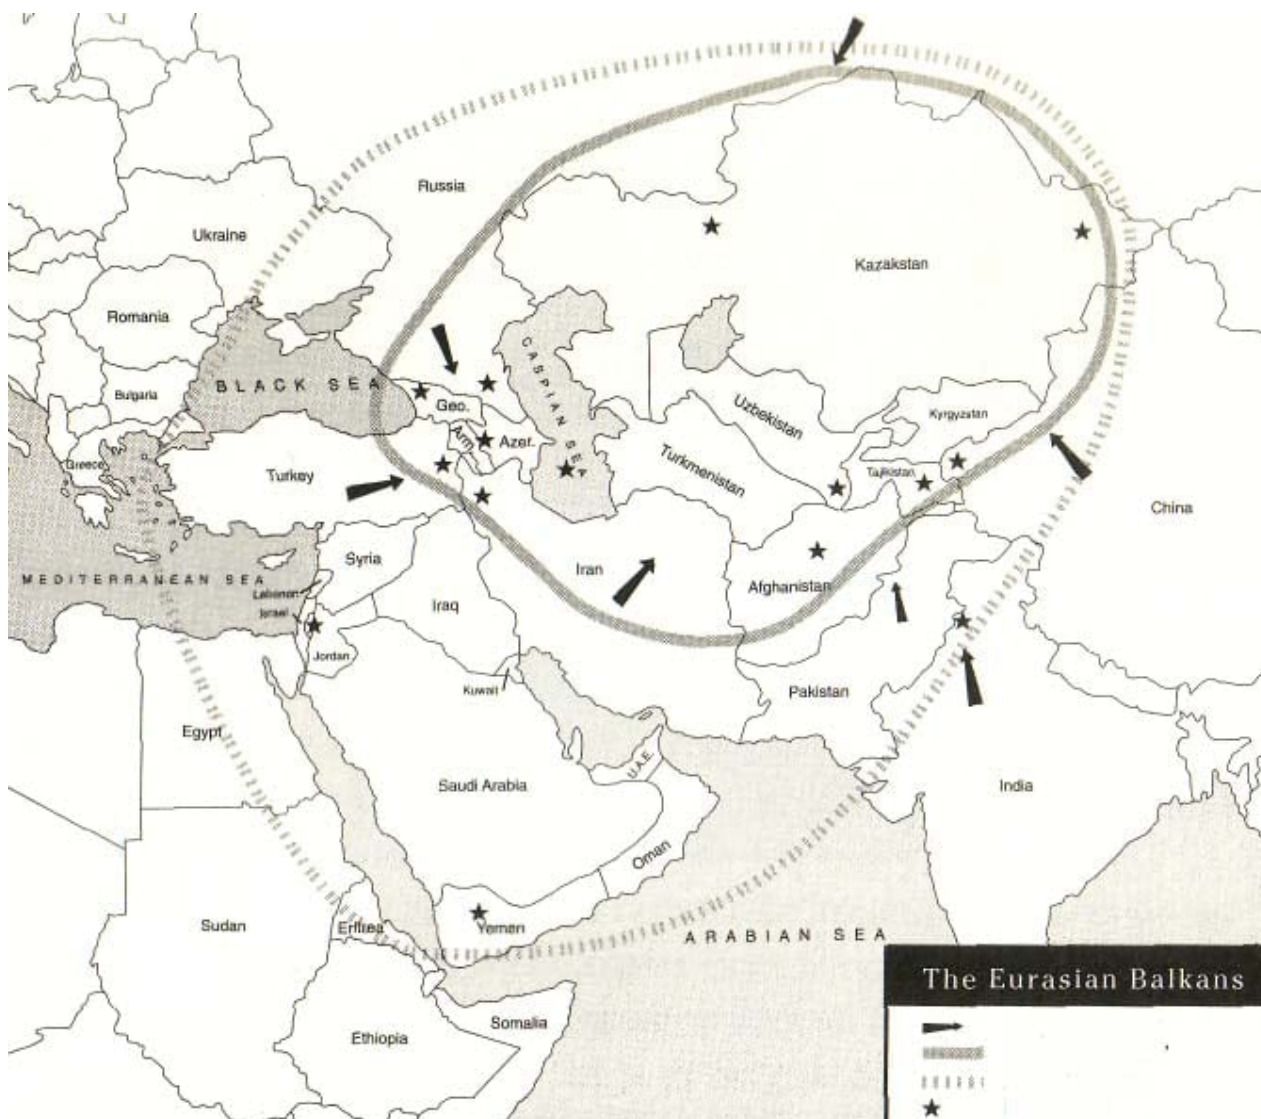 Russia
Ukraine
Kazakstan
Romania
CASPIAN SEA
BLACK SEA
Bulgaria
Geo.
Uzbekistan
Kyrgyzstan
Arm.
Azer.
Greece
Turkey
Turkmenistan
Tajikistan
China
Syria
MEDITERRANEAN SEA
Iran
Afghanistan
Lebanon
Iraq
Israel
Jordan
Kuwait
Pakistan
Egypt
U.A.E.
Saudi Arabia
India
Oman
Sudan
Eritrea
Yemen
ARABIAN SEA
The Eurasian Balkans
Somalia
Ethiopia